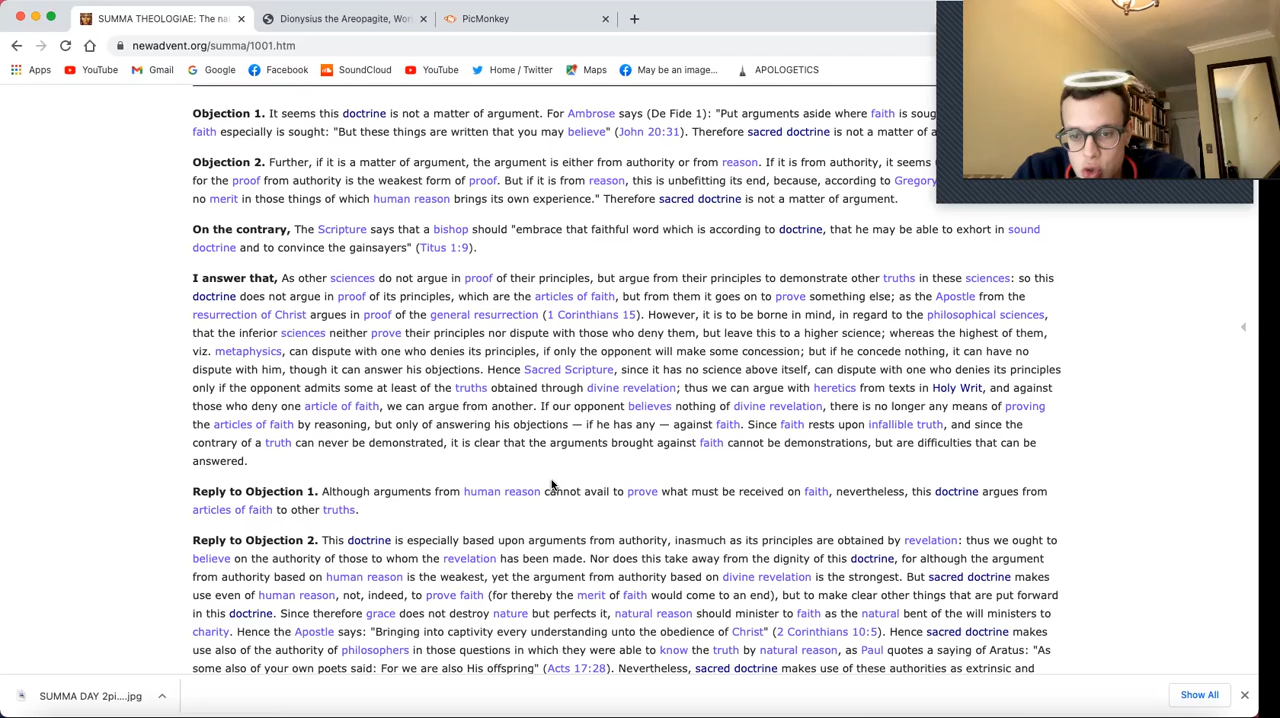 SUMMA THEOLOGIAE: The na
Dionysius the Areopagite, Wor
PicMonkey
newadvent.org/summa/1001.htm
Apps YouTube Gmail Google Facebook SoundCloud YouTube Home / Twitter Maps May be an image... APOLOGETICS
Objection 1. It seems this doctrine is not a matter of argument. For Ambrose says (De Fide 1): "Put arguments aside where faith is soug
faith especially is sought: "But these things are written that you may believe" (John 20:31). Therefore sacred doctrine is not a matter of a
Objection 2. Further, if it is a matter of argument, the argument is either from authority or from reason. If it is from authority, it seems
for the proof from authority is the weakest form of proof. But if it is from reason, this is unbefitting its end, because, according to Gregory
no merit in those things of which human reason brings its own experience." Therefore sacred doctrine is not a matter of argument.
On the contrary, The Scripture says that a bishop should "embrace that faithful word which is according to doctrine, that he may be able to exhort in sound
doctrine and to convince the gainsayers" (Titus 1:9).
I answer that, As other sciences do not argue in proof of their principles, but argue from their principles to demonstrate other truths in these sciences: so this
doctrine does not argue in proof of its principles, which are the articles of faith, but from them it goes on to prove something else; as the Apostle from the
resurrection of Christ argues in proof of the general resurrection (1 Corinthians 15). However, it is to be borne in mind, in regard to the philosophical sciences,
that the inferior sciences neither prove their principles nor dispute with those who deny them, but leave this to a higher science; whereas the highest of them,
viz. metaphysics, can dispute with one who denies its principles, if only the opponent will make some concession; but if he concede nothing, it can have no
dispute with him, though it can answer his objections. Hence Sacred Scripture, since it has no science above itself, can dispute with one who denies its principles
only if the opponent admits some at least of the truths obtained through divine revelation; thus we can argue with heretics from texts in Holy Writ, and against
those who deny one article of faith, we can argue from another. If our opponent believes nothing of divine revelation, there is no longer any means of proving
the articles of faith by reasoning, but only of answering his objections — if he has any — against faith. Since faith rests upon infallible truth, and since the
contrary of a truth can never be demonstrated, it is clear that the arguments brought against faith cannot be demonstrations, but are difficulties that can be
answered.
Reply to Objection 1. Although arguments from human reason cannot avail to prove what must be received on faith, nevertheless, this doctrine argues from
articles of faith to other truths.
Reply to Objection 2. This doctrine is especially based upon arguments from authority, inasmuch as its principles are obtained by revelation: thus we ought to
believe on the authority of those to whom the revelation has been made. Nor does this take away from the dignity of this doctrine, for although the argument
from authority based on human reason is the weakest, yet the argument from authority based on divine revelation is the strongest. But sacred doctrine makes
use even of human reason, not, indeed, to prove faith (for thereby the merit of faith would come to an end), but to make clear other things that are put forward
in this doctrine. Since therefore grace does not destroy nature but perfects it, natural reason should minister to faith as the natural bent of the will ministers to
charity. Hence the Apostle says: "Bringing into captivity every understanding unto the obedience of Christ" (2 Corinthians 10:5). Hence sacred doctrine makes
use also of the authority of philosophers in those questions in which they were able to know the truth by natural reason, as Paul quotes a saying of Aratus: "As
some also of your own poets said: For we are also His offspring" (Acts 17:28). Nevertheless, sacred doctrine makes use of these authorities as extrinsic and
SUMMA DAY 2pi....jpg
Show All